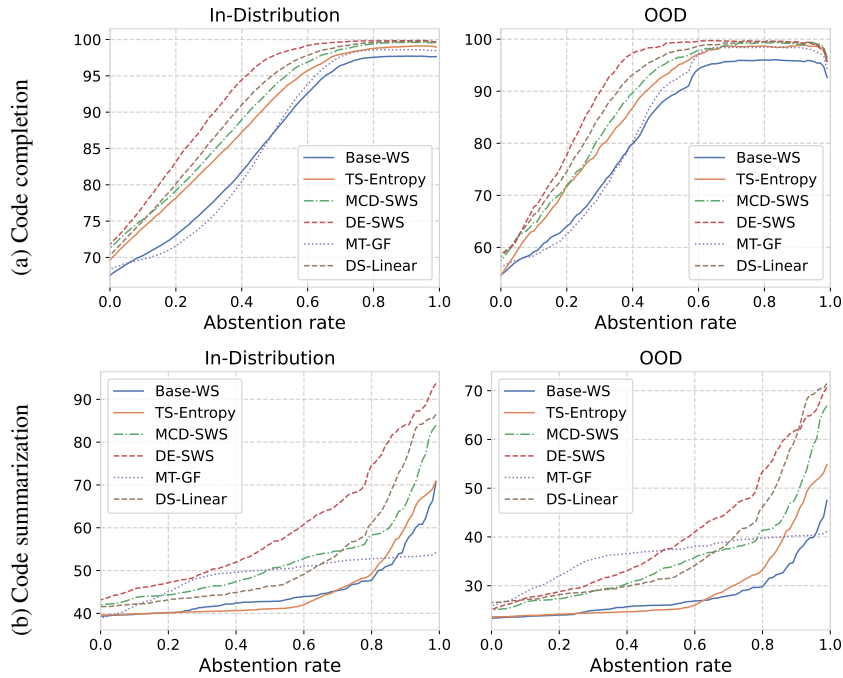 In-Distribution
OOD
(a) Code completion
100
95
90
85
80
75
70
0.0 0.2 0.4 0.6 0.8 1.0
Abstention rate
Base-WS
TS-Entropy
MCD-SWS
DE-SWS
MT-GF
DS-Linear
100
90
80
70
60
0.0 0.2 0.4 0.6 0.8 1.0
Abstention rate
Base-WS
TS-Entropy
MCD-SWS
DE-SWS
MT-GF
DS-Linear
In-Distribution
OOD
(b) Code summarization
90
80
70
60
50
40
0.0 0.2 0.4 0.6 0.8 1.0
Abstention rate
Base-WS
TS-Entropy
MCD-SWS
DE-SWS
MT-GF
DS-Linear
70
60
50
40
30
0.0 0.2 0.4 0.6 0.8 1.0
Abstention rate
Base-WS
TS-Entropy
MCD-SWS
DE-SWS
MT-GF
DS-Linear